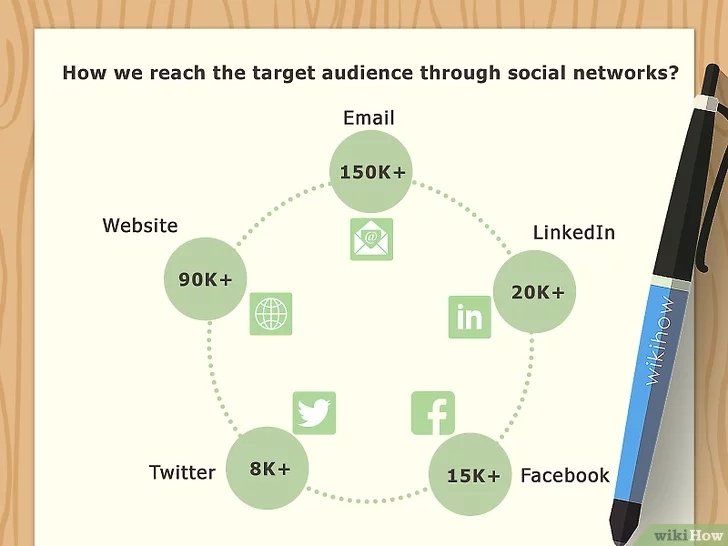 How we reach the target audience through social networks?
Email
150K+
@
Website
90K+
LinkedIn
20K+
in
Twitter
8K+
f
15K+
Facebook
wikihow
wikiHow